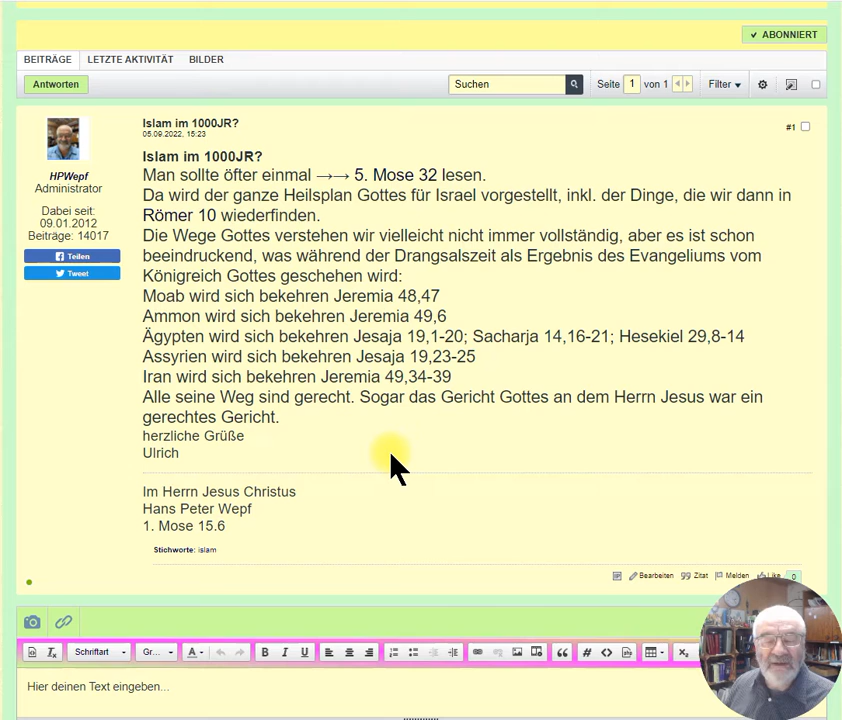 ABONNIERT
BEITRÄGE LETZTE AKTIVITÄT BILDER
Antworten Suchen Seite 1 von 1 Filter
Islam im 1000JR?
05.09.2022, 15:23
#1
HPWepf
Administrator
Dabei seit:
09.01.2012
Beiträge: 14017
Teilen
Tweet
Islam im 1000JR?
Man sollte öfter einmal →→ 5. Mose 32 lesen.
Da wird der ganze Heilsplan Gottes für Israel vorgestellt, inkl. der Dinge, die wir dann in
Römer 10 wiederfinden.
Die Wege Gottes verstehen wir vielleicht nicht immer vollständig, aber es ist schon
beeindruckend, was während der Drangsalszeit als Ergebnis des Evangeliums vom
Königreich Gottes geschehen wird:
Moab wird sich bekehren Jeremia 48,47
Ammon wird sich bekehren Jeremia 49,6
Ägypten wird sich bekehren Jesaja 19,1-20; Sacharja 14,16-21; Hesekiel 29,8-14
Assyrien wird sich bekehren Jesaja 19,23-25
Iran wird sich bekehren Jeremia 49,34-39
Alle seine Weg sind gerecht. Sogar das Gericht Gottes an dem Herrn Jesus war ein
gerechtes Gericht.
herzliche Grüße
Ulrich
Im Herrn Jesus Christus
Hans Peter Wepf
1. Mose 15.6
Stichworte: islam
Bearbeiten Zitat Melden Like 0
Schriftart Gr... A B I U # X₂
Hier deinen Text eingeben...